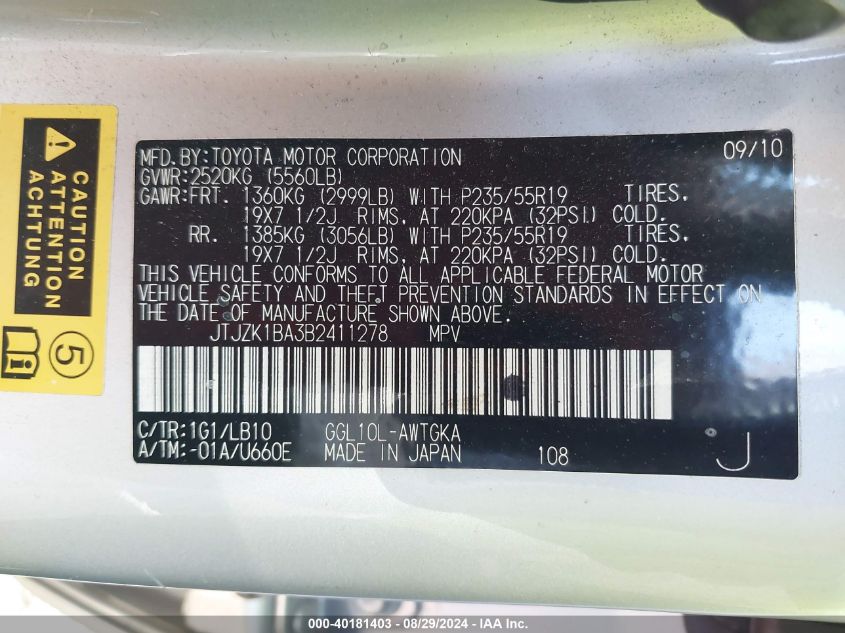 CAUTION
ATTENTION
ACHTUNG
5
MFD.BY:TOYOTA MOTOR CORPORATION 09/10
GVWR:2520KG (5560LB)
GAWR:FRT. 1360KG (2999LB) WITH P235/55R19 TIRES.
19X7 1/2J RIMS, AT 220KPA (32PSI) COLD.
RR. 1385KG (3056LB) WITH P235/55R19 TIRES,
19X7 1/2J RIMS, AT 220KPA (32PSI) COLD.
THIS VEHICLE CONFORMS TO ALL APPLICABLE FEDERAL MOTOR
VEHICLE SAFETY AND THEFT PREVENTION STANDARDS IN EFFECT ON
THE DATE OF MANUFACTURE SHOWN ABOVE.
JTJZK1BA3B2411278 MPV
C/TR:1G1/LB10 GGL10L-AWTGKA
A/TM:-01A/U660E MADE IN JAPAN 108 J
000-40181403 - 08/29/2024 - IAA Inc.